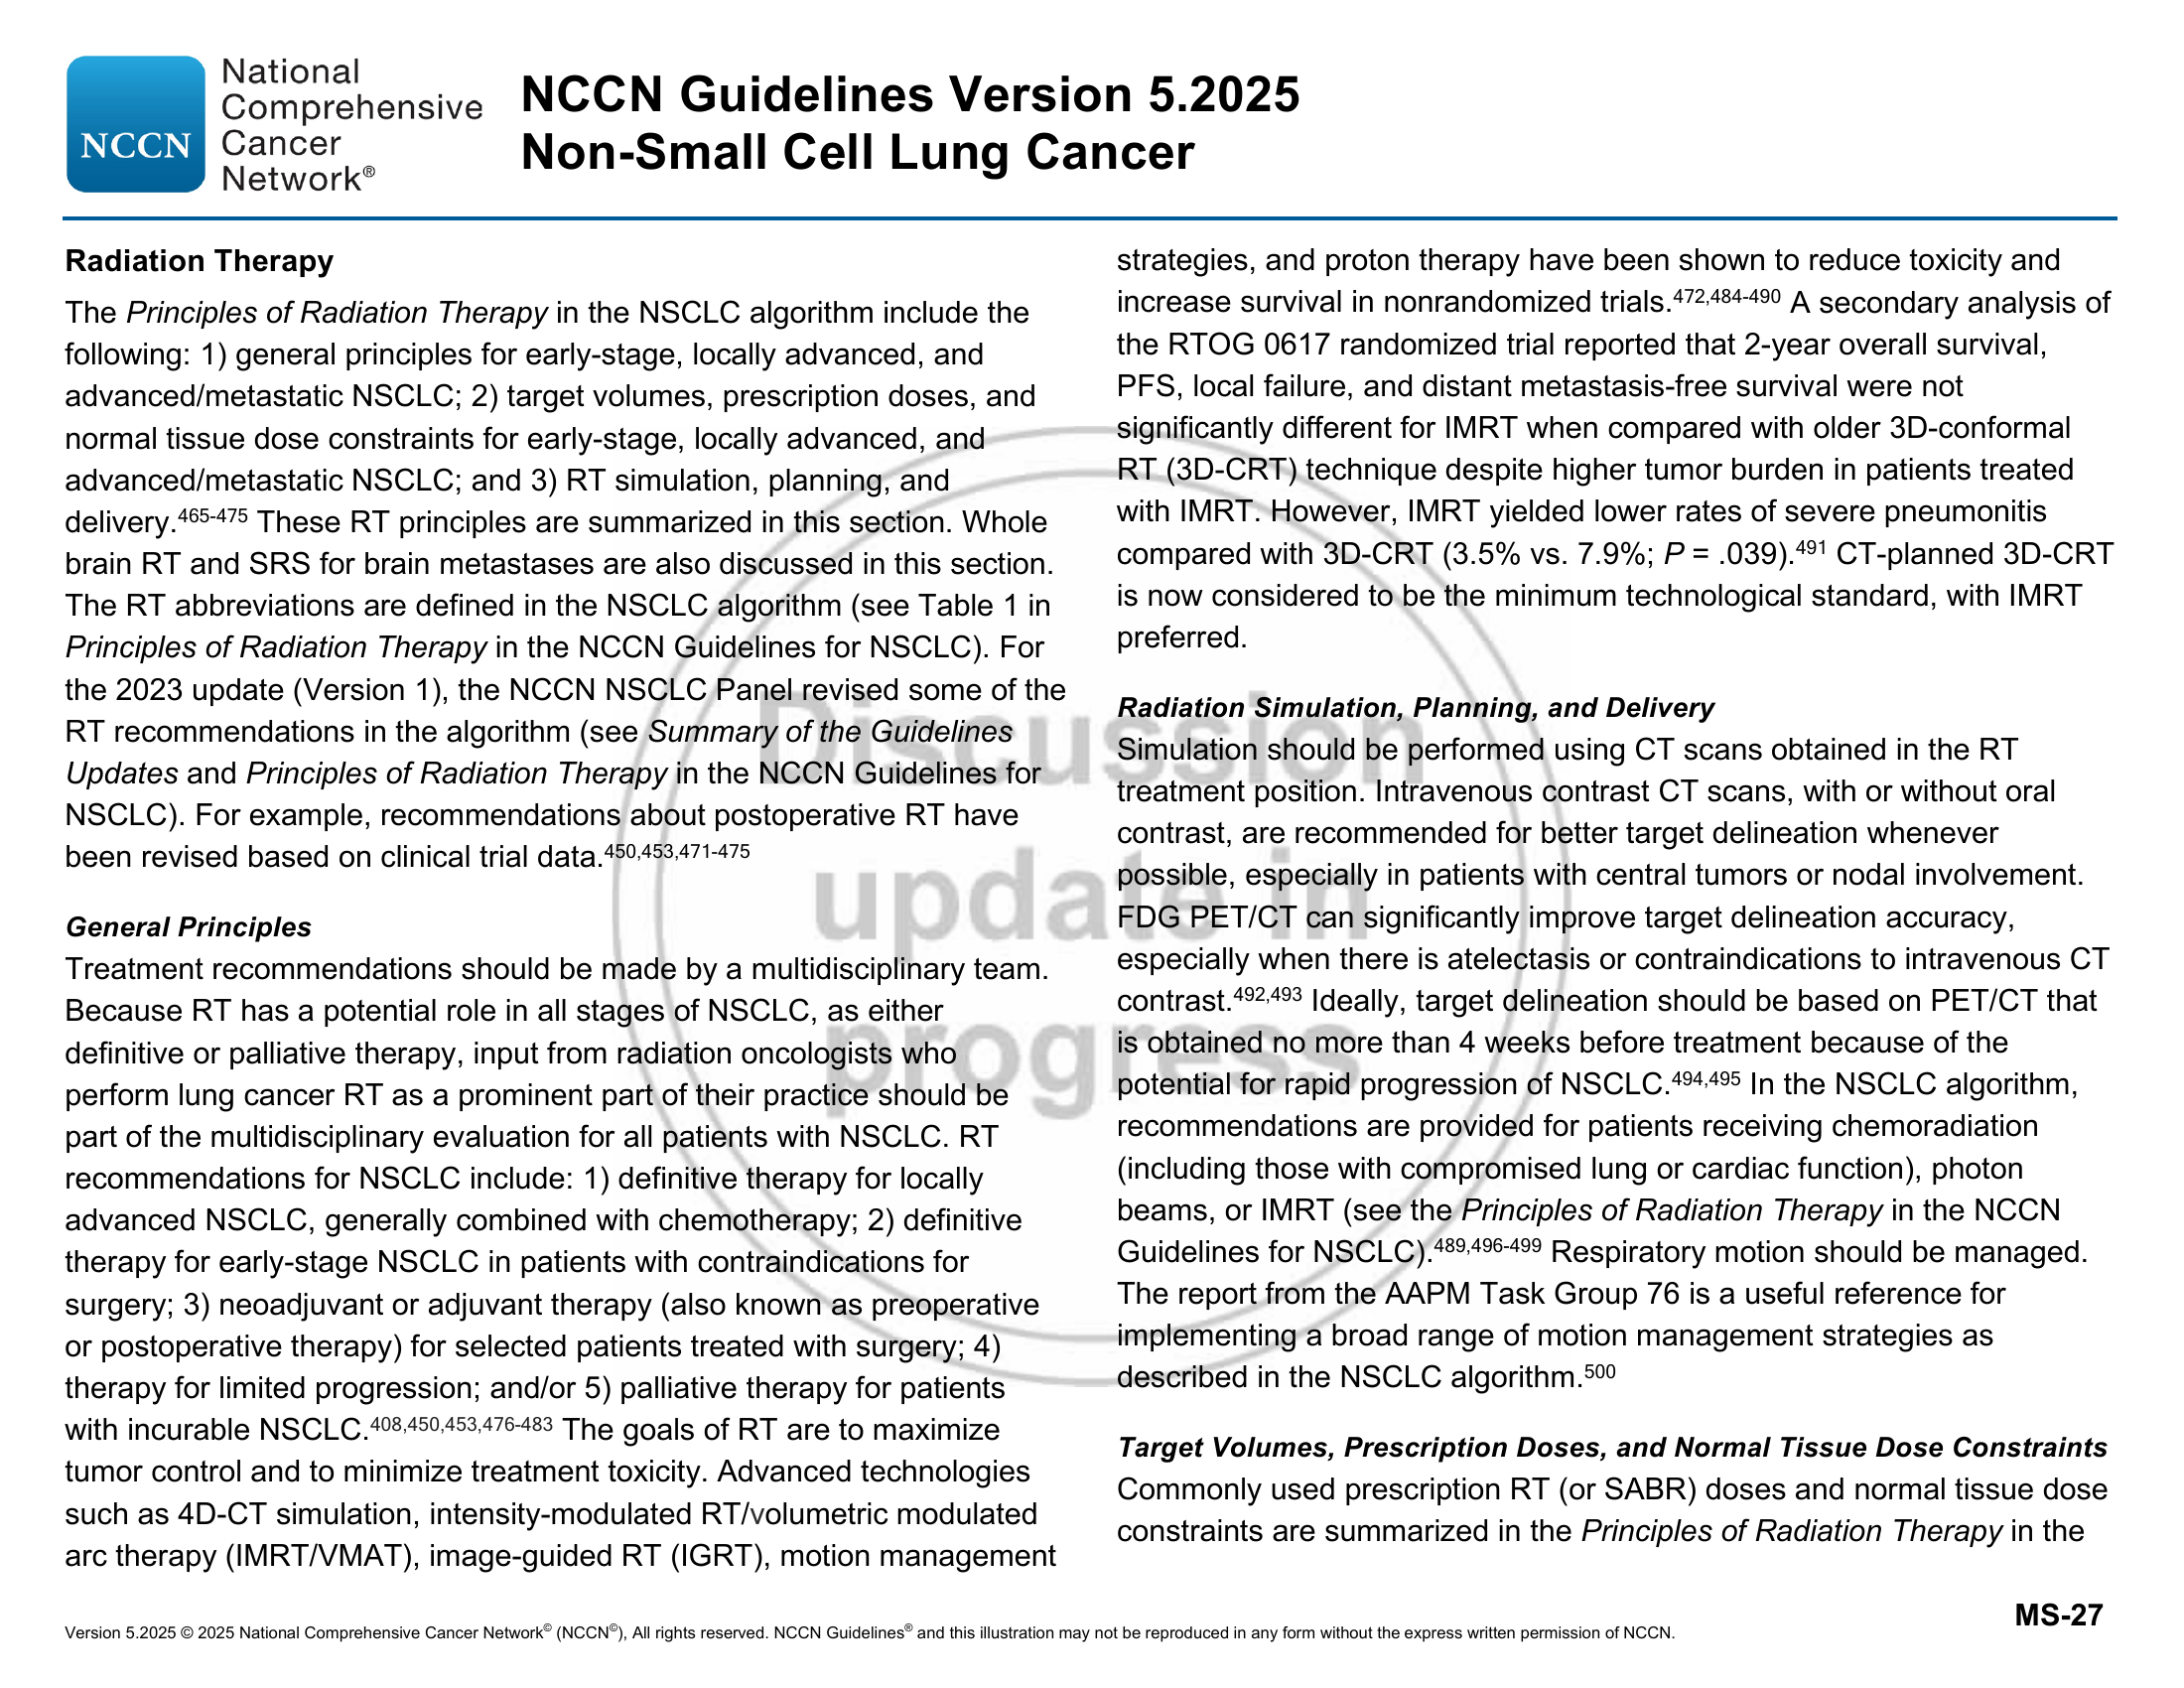 NCCN
National
Comprehensive
Cancer
Network®
NCCN Guidelines Version 5.2025
Non-Small Cell Lung Cancer
Radiation Therapy
The Principles of Radiation Therapy in the NSCLC algorithm include the
following: 1) general principles for early-stage, locally advanced, and
advanced/metastatic NSCLC; 2) target volumes, prescription doses, and
normal tissue dose constraints for early-stage, locally advanced, and
advanced/metastatic NSCLC; and 3) RT simulation, planning, and
delivery.465-475 These RT principles are summarized in this section. Whole
brain RT and SRS for brain metastases are also discussed in this section.
The RT abbreviations are defined in the NSCLC algorithm (see Table 1 in
Principles of Radiation Therapy in the NCCN Guidelines for NSCLC). For
the 2023 update (Version 1), the NCCN NSCLC Panel revised some of the
RT recommendations in the algorithm (see Summary of the Guidelines
Updates and Principles of Radiation Therapy in the NCCN Guidelines for
NSCLC). For example, recommendations about postoperative RT have
been revised based on clinical trial data.450,453,471-475
General Principles
Treatment recommendations should be made by a multidisciplinary team.
Because RT has a potential role in all stages of NSCLC, as either
definitive or palliative therapy, input from radiation oncologists who
perform lung cancer RT as a prominent part of their practice should be
part of the multidisciplinary evaluation for all patients with NSCLC. RT
recommendations for NSCLC include: 1) definitive therapy for locally
advanced NSCLC, generally combined with chemotherapy; 2) definitive
therapy for early-stage NSCLC in patients with contraindications for
surgery; 3) neoadjuvant or adjuvant therapy (also known as preoperative
or postoperative therapy) for selected patients treated with surgery; 4)
therapy for limited progression; and/or 5) palliative therapy for patients
with incurable NSCLC.408,450,453,476-483 The goals of RT are to maximize
tumor control and to minimize treatment toxicity. Advanced technologies
such as 4D-CT simulation, intensity-modulated RT/volumetric modulated
arc therapy (IMRT/VMAT), image-guided RT (IGRT), motion management
strategies, and proton therapy have been shown to reduce toxicity and
increase survival in nonrandomized trials.472,484-490 A secondary analysis of
the RTOG 0617 randomized trial reported that 2-year overall survival,
PFS, local failure, and distant metastasis-free survival were not
significantly different for IMRT when compared with older 3D-conformal
RT (3D-CRT) technique despite higher tumor burden in patients treated
with IMRT. However, IMRT yielded lower rates of severe pneumonitis
compared with 3D-CRT (3.5% vs. 7.9%; P = .039).491 CT-planned 3D-CRT
is now considered to be the minimum technological standard, with IMRT
preferred.
Radiation Simulation, Planning, and Delivery
Simulation should be performed using CT scans obtained in the RT
treatment position. Intravenous contrast CT scans, with or without oral
contrast, are recommended for better target delineation whenever
possible, especially in patients with central tumors or nodal involvement.
FDG PET/CT can significantly improve target delineation accuracy,
especially when there is atelectasis or contraindications to intravenous CT
contrast.492,493 Ideally, target delineation should be based on PET/CT that
is obtained no more than 4 weeks before treatment because of the
potential for rapid progression of NSCLC.494,495 In the NSCLC algorithm,
recommendations are provided for patients receiving chemoradiation
(including those with compromised lung or cardiac function), photon
beams, or IMRT (see the Principles of Radiation Therapy in the NCCN
Guidelines for NSCLC).489,496-499 Respiratory motion should be managed.
The report from the AAPM Task Group 76 is a useful reference for
implementing a broad range of motion management strategies as
described in the NSCLC algorithm.500
Target Volumes, Prescription Doses, and Normal Tissue Dose Constraints
Commonly used prescription RT (or SABR) doses and normal tissue dose
constraints are summarized in the Principles of Radiation Therapy in the
Discussion
update in
progress
MS-27
Version 5.2025 © 2025 National Comprehensive Cancer Network© (NCCN©), All rights reserved. NCCN Guidelines® and this illustration may not be reproduced in any form without the express written permission of NCCN.